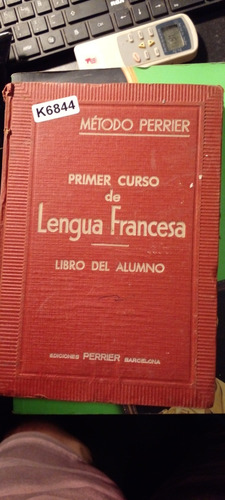 K6844
MÉTODO PERRIER
PRIMER CURSO
de
Lengua Francesa
LIBRO DEL ALUMNO
EDICIONES PERRIER BARCELONA